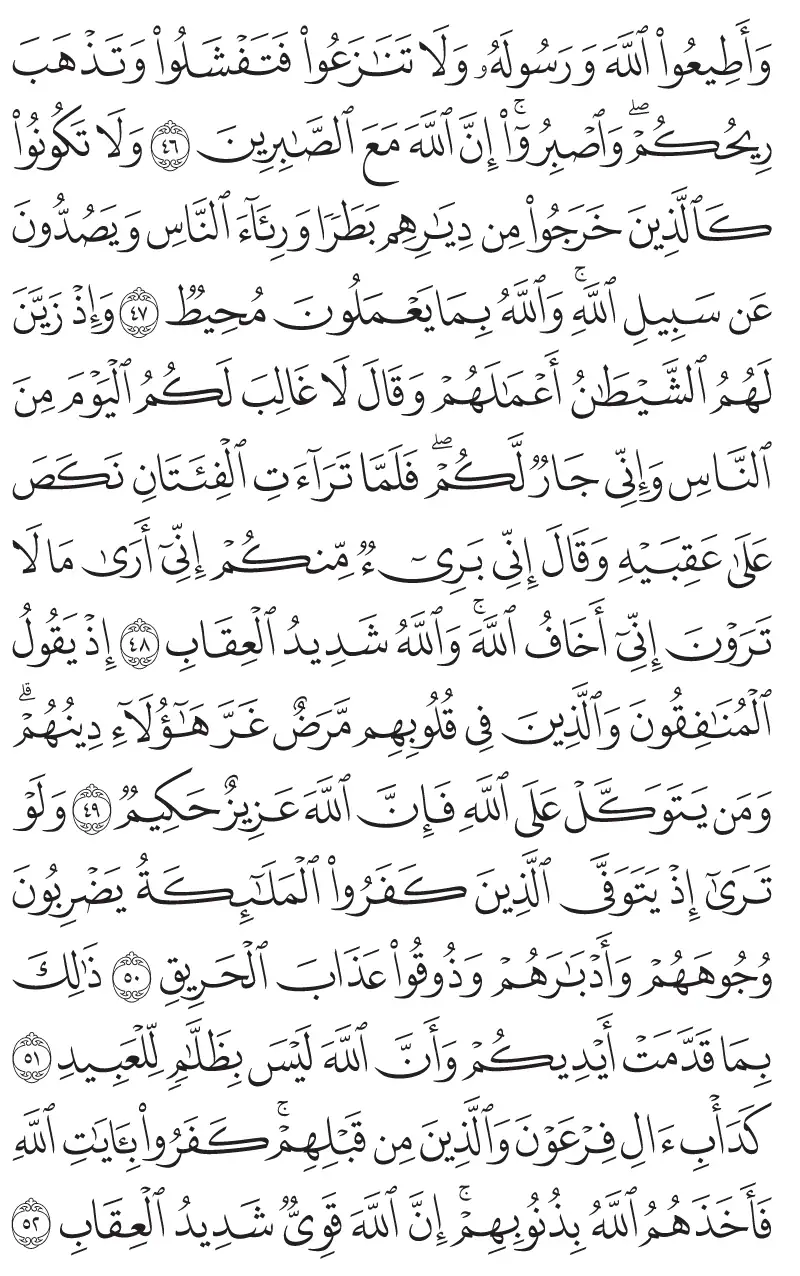 وَأَطِيعُواْ ٱللَّهَ وَرَسُولَهُۥ وَلَا تَنَٰزَعُواْ فَتَفْشَلُواْ وَتَذْهَبَ
رِيحُكُمْۖ وَٱصْبِرُوٓاْۚ إِنَّ ٱللَّهَ مَعَ ٱلصَّٰبِرِينَ ٤٦ وَلَا تَكُونُواْ
كَٱلَّذِينَ خَرَجُواْ مِن دِيَٰرِهِم بَطَرًا وَرِئَآءَ ٱلنَّاسِ وَيَصُدُّونَ
عَن سَبِيلِ ٱللَّهِۚ وَٱللَّهُ بِمَا يَعْمَلُونَ مُحِيطٌ ٤٧ وَإِذْ زَيَّنَ
لَهُمُ ٱلشَّيْطَٰنُ أَعْمَٰلَهُمْ وَقَالَ لَا غَالِبَ لَكُمُ ٱلْيَوْمَ مِنَ
ٱلنَّاسِ وَإِنِّي جَارٌ لَّكُمْۖ فَلَمَّا تَرَآءَتِ ٱلْفِئَتَانِ نَكَصَ
عَلَىٰ عَقِبَيْهِ وَقَالَ إِنِّي بَرِيٓءٌ مِّنكُمْ إِنِّيٓ أَرَىٰ مَا لَا
تَرَوْنَ إِنِّيٓ أَخَافُ ٱللَّهَۚ وَٱللَّهُ شَدِيدُ ٱلْعِقَابِ ٤٨ إِذْ يَقُولُ
ٱلْمُنَٰفِقُونَ وَٱلَّذِينَ فِي قُلُوبِهِم مَّرَضٌ غَرَّ هَٰٓؤُلَآءِ دِينُهُمْۗ
وَمَن يَتَوَكَّلْ عَلَى ٱللَّهِ فَإِنَّ ٱللَّهَ عَزِيزٌ حَكِيمٌ ٤٩ وَلَوْ
تَرَىٰٓ إِذْ يَتَوَفَّى ٱلَّذِينَ كَفَرُواْ ٱلْمَلَٰٓئِكَةُ يَضْرِبُونَ
وُجُوهَهُمْ وَأَدْبَٰرَهُمْ وَذُوقُواْ عَذَابَ ٱلْحَرِيقِ ٥٠ ذَٰلِكَ
بِمَا قَدَّمَتْ أَيْدِيكُمْ وَأَنَّ ٱللَّهَ لَيْسَ بِظَلَّٰمٍ لِّلْعَبِيدِ ٥١
كَدَأْبِ ءَالِ فِرْعَوْنَ وَٱلَّذِينَ مِن قَبْلِهِمْۚ كَفَرُواْ بِـَٔايَٰتِ ٱللَّهِ
فَأَخَذَهُمُ ٱللَّهُ بِذُنُوبِهِمْۚ إِنَّ ٱللَّهَ قَوِيٌّ شَدِيدُ ٱلْعِقَابِ ٥٢